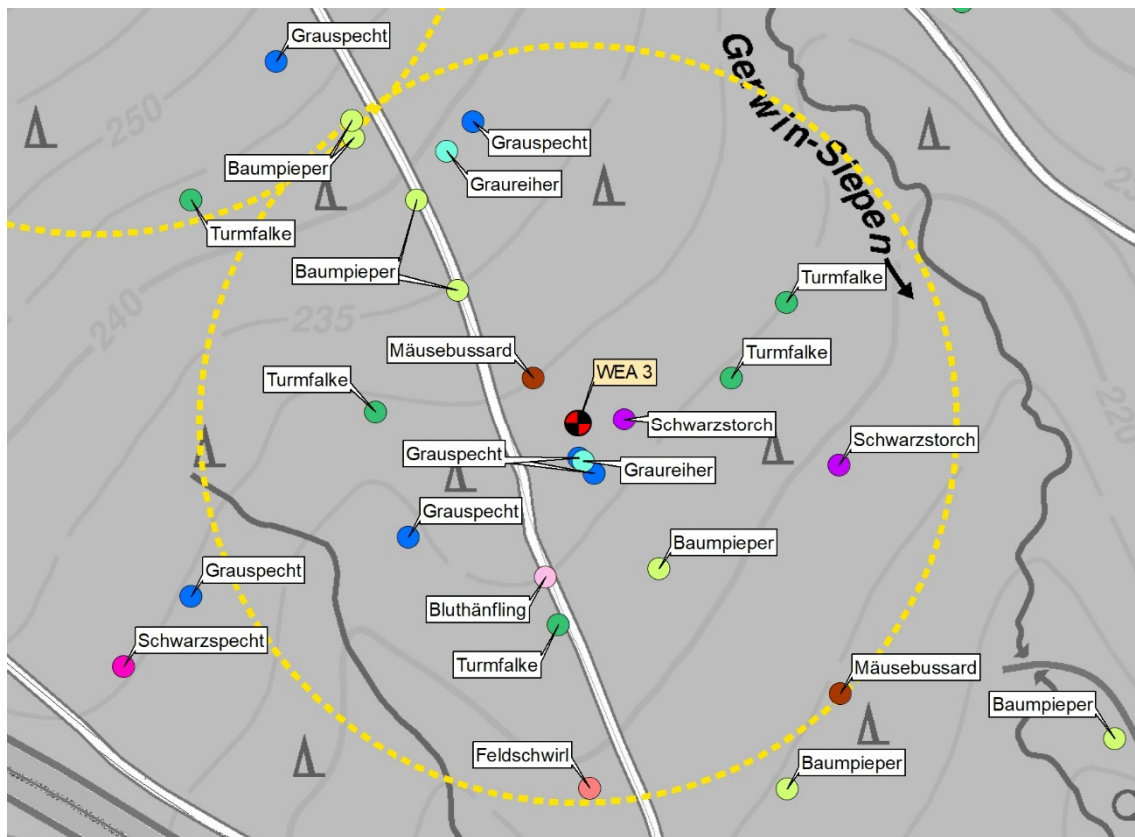 Grauspecht
Gerwin-Siepen
250
Grauspecht
Baumpieper
Graureiher
Turmfalke
Baumpieper
Turmfalke
240
235
Mäusebussard
WEA 3
Turmfalke
Turmfalke
220
Schwarzstorch
Schwarzstorch
Grauspecht
Graureiher
Grauspecht
Baumpieper
Grauspecht
Bluthänfling
Schwarzspecht
Turmfalke
Mäusebussard
Baumpieper
Feldschwirl
Baumpieper